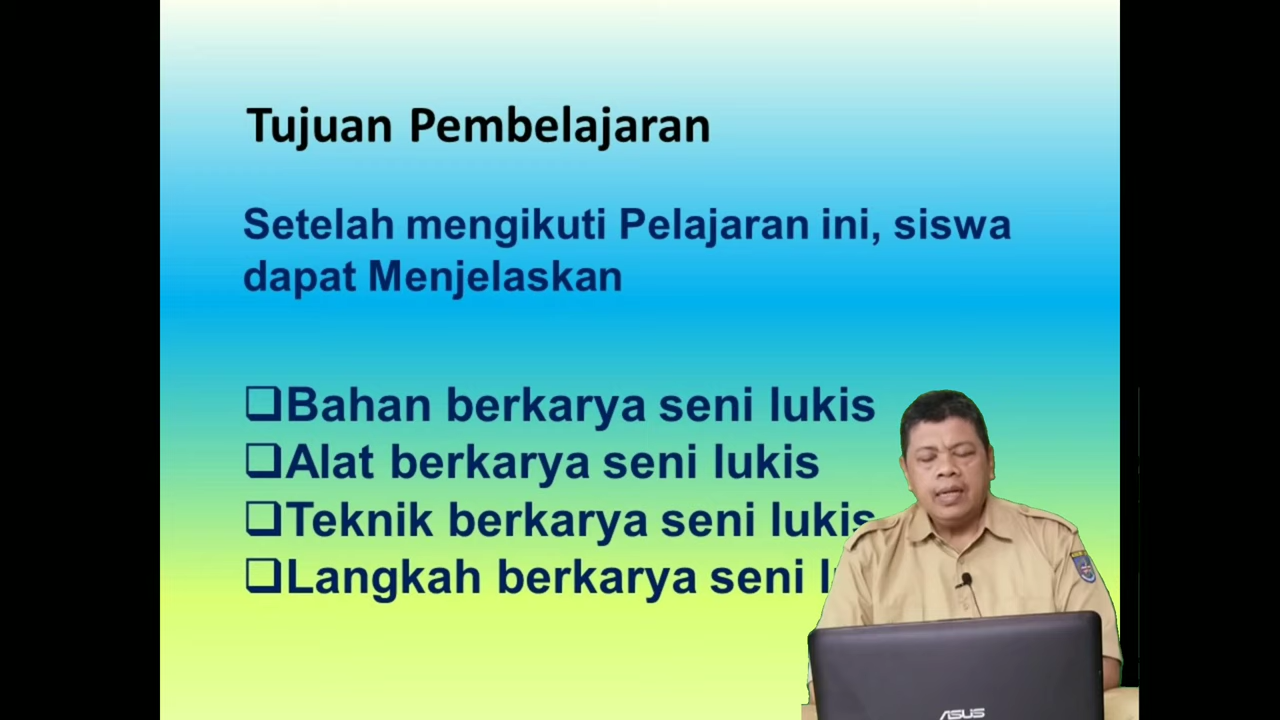 Tujuan Pembelajaran
Setelah mengikuti Pelajaran ini, siswa
dapat Menjelaskan
❑Bahan berkarya seni lukis
❑Alat berkarya seni lukis
❑Teknik berkarya seni lukis
❑Langkah berkarya seni
ASUS